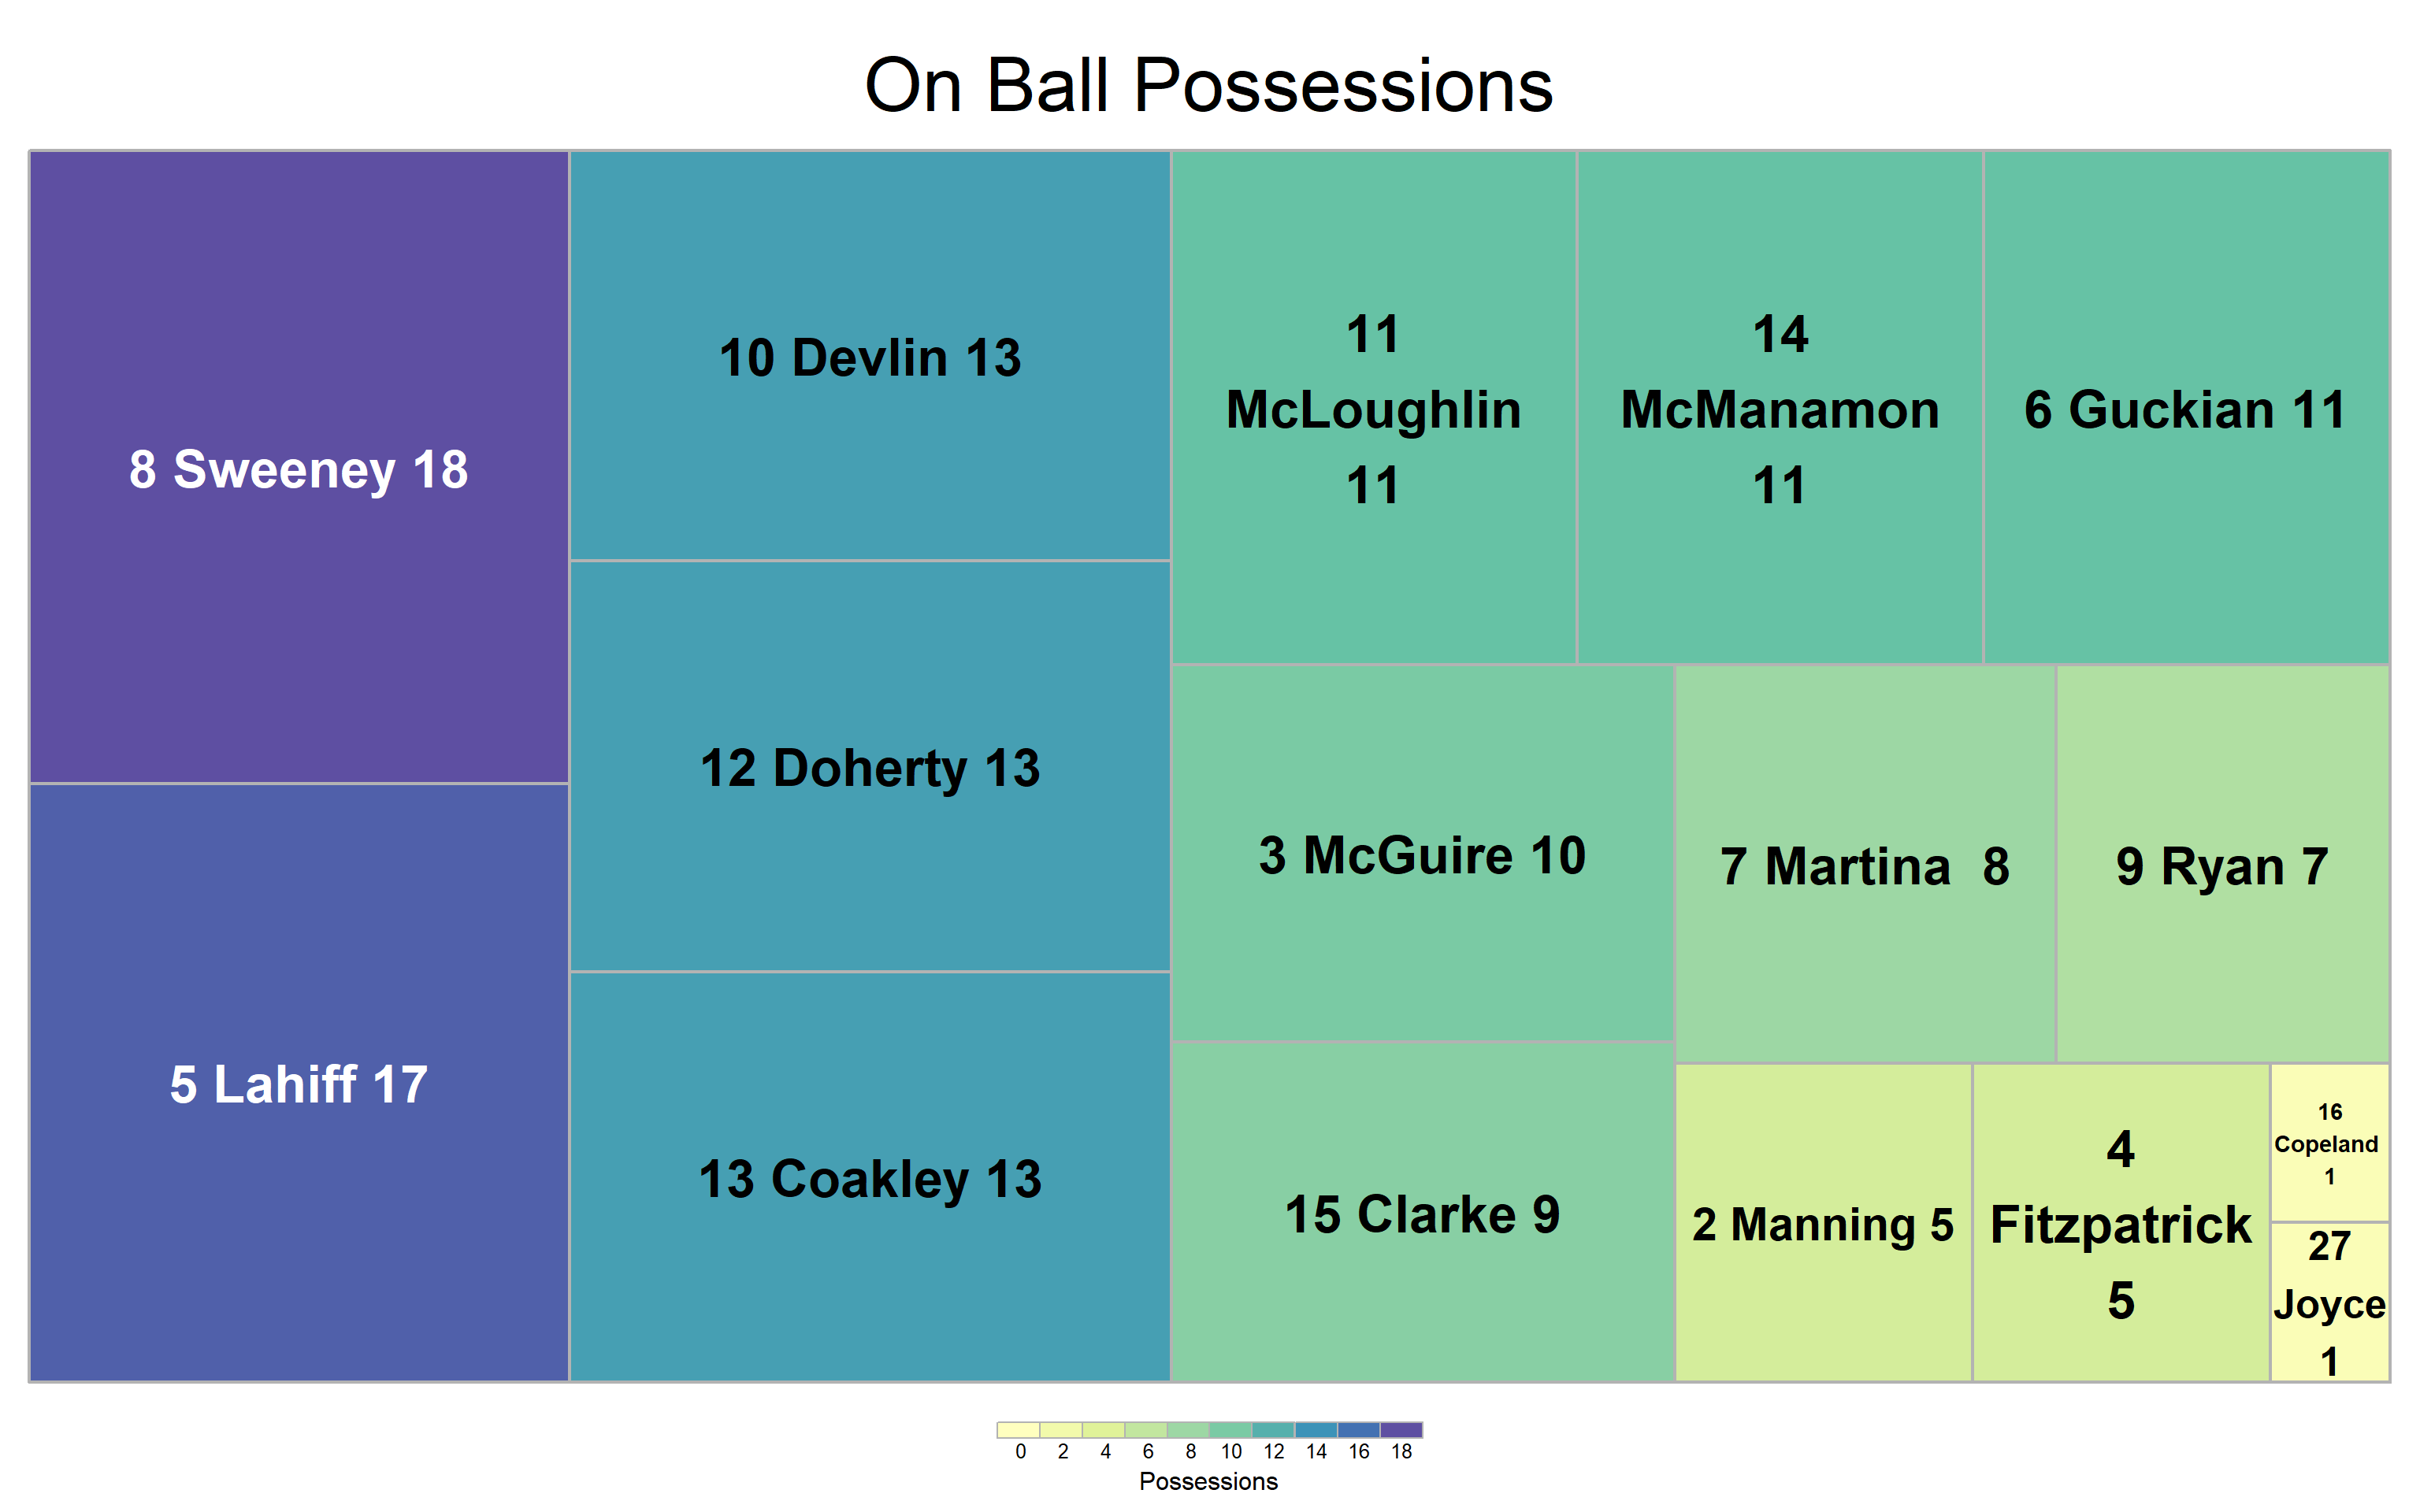 On Ball Possessions
8 Sweeney 18
5 Lahiff 17
10 Devlin 13
12 Doherty 13
13 Coakley 13
11
McLoughlin
11
14
McManamon
11
6 Guckian 11
3 McGuire 10
15 Clarke 9
7 Martina  8
9 Ryan 7
2 Manning 5
4
Fitzpatrick
5
16
Copeland
1
27
Joyce
1
0 2 4 6 8 10 12 14 16 18
Possessions